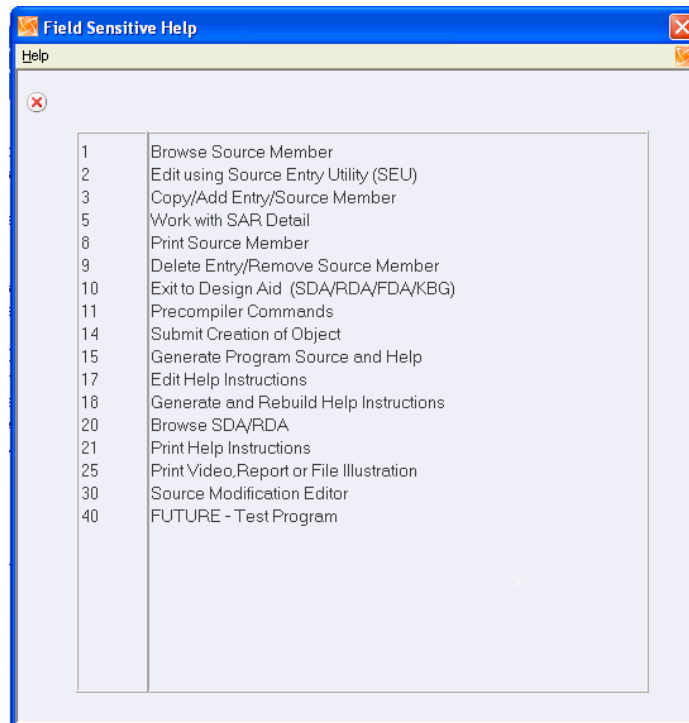 Field Sensitive Help
Help
1 Browse Source Member
2 Edit using Source Entry Utility (SEU)
3 Copy/Add Entry/Source Member
5 Work with SAR Detail
8 Print Source Member
9 Delete Entry/Remove Source Member
10 Exit to Design Aid (SDA/RDA/FDA/KBG)
11 Precompiler Commands
14 Submit Creation of Object
15 Generate Program Source and Help
17 Edit Help Instructions
18 Generate and Rebuild Help Instructions
20 Browse SDA/RDA
21 Print Help Instructions
25 Print Video,Report or File Illustration
30 Source Modification Editor
40 FUTURE - Test Program